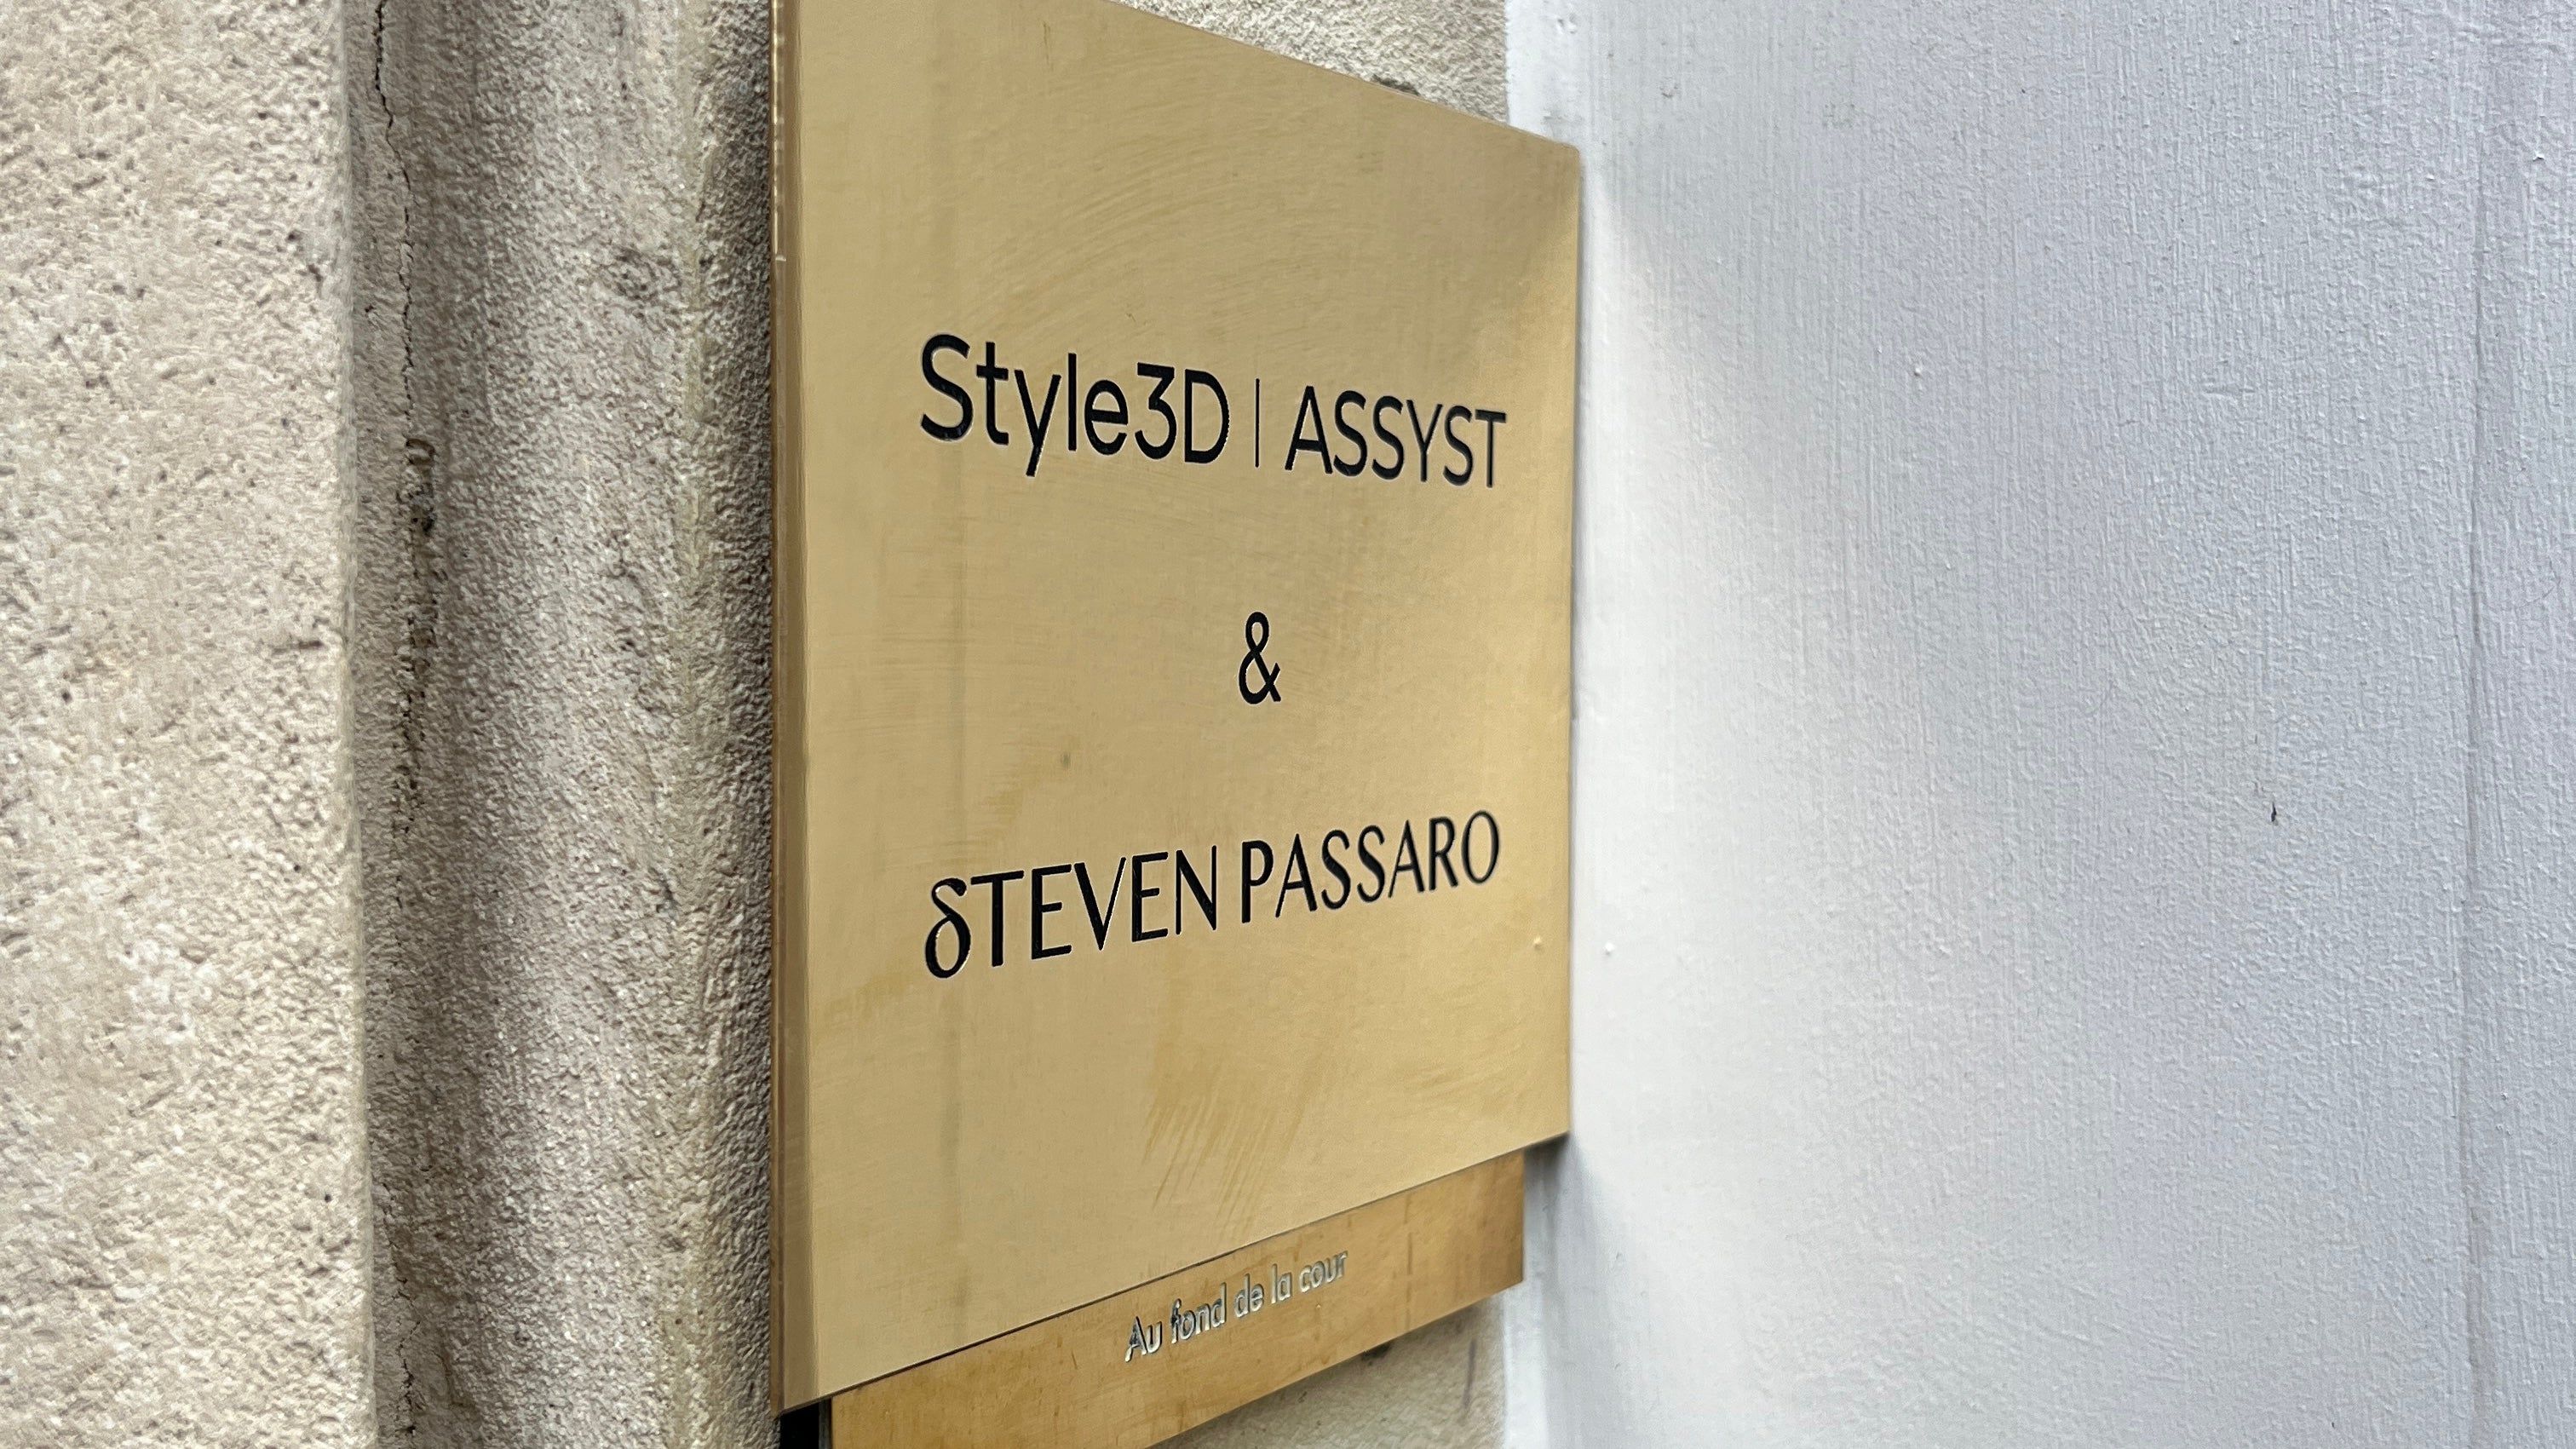 Style3D | ASSYST
&
STEVEN PASSARO
Au fond de la cour